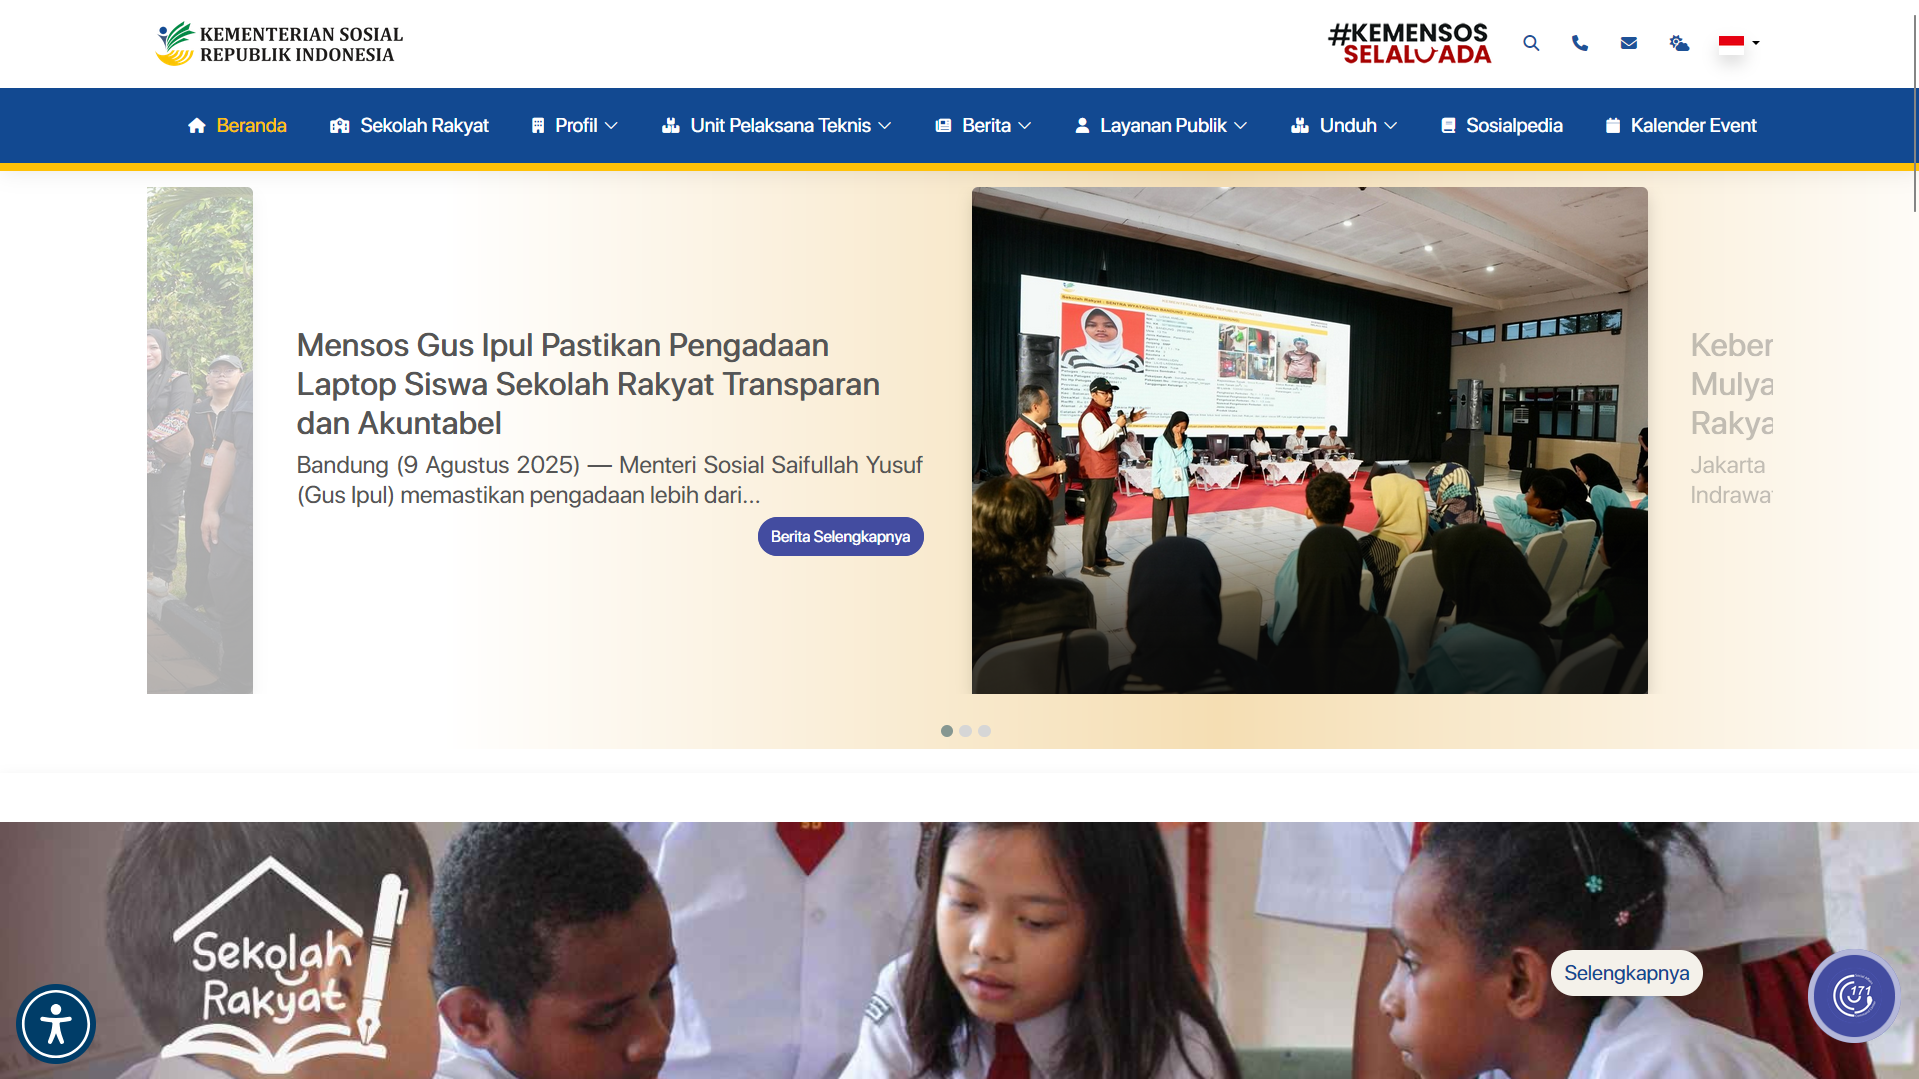 KEMENTERIAN SOSIAL
REPUBLIK INDONESIA
#KEMENSOS
SELALU ADA
Beranda
Sekolah Rakyat
Profil
Unit Pelaksana Teknis
Berita
Layanan Publik
Unduh
Sosialpedia
Kalender Event
Mensos Gus Ipul Pastikan Pengadaan
Laptop Siswa Sekolah Rakyat Transparan
dan Akuntabel
Bandung (9 Agustus 2025) — Menteri Sosial Saifullah Yusuf
(Gus Ipul) memastikan pengadaan lebih dari...
Berita Selengkapnya
Keber
Mulya
Rakya
Jakarta
Indrawa
SD
Sekolah
Rakyat
Selengkapnya
171